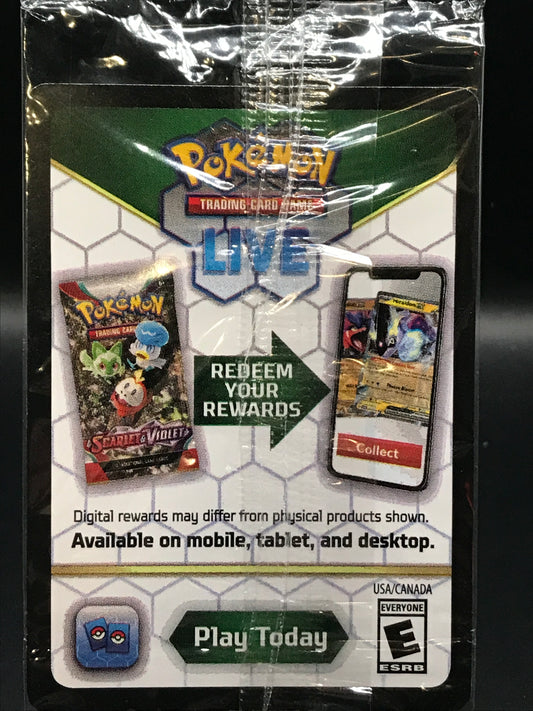 POKéMON
TRADING CARD GAME
LIVE
POKéMON
TRADING CARD
SCARLET & VIOLET
REDEEM
YOUR
REWARDS
Miraidon
Collect
Digital rewards may differ from physical products shown.
Available on mobile, tablet, and desktop.
USA/CANADA
Play Today
EVERYONE
E
ESRB